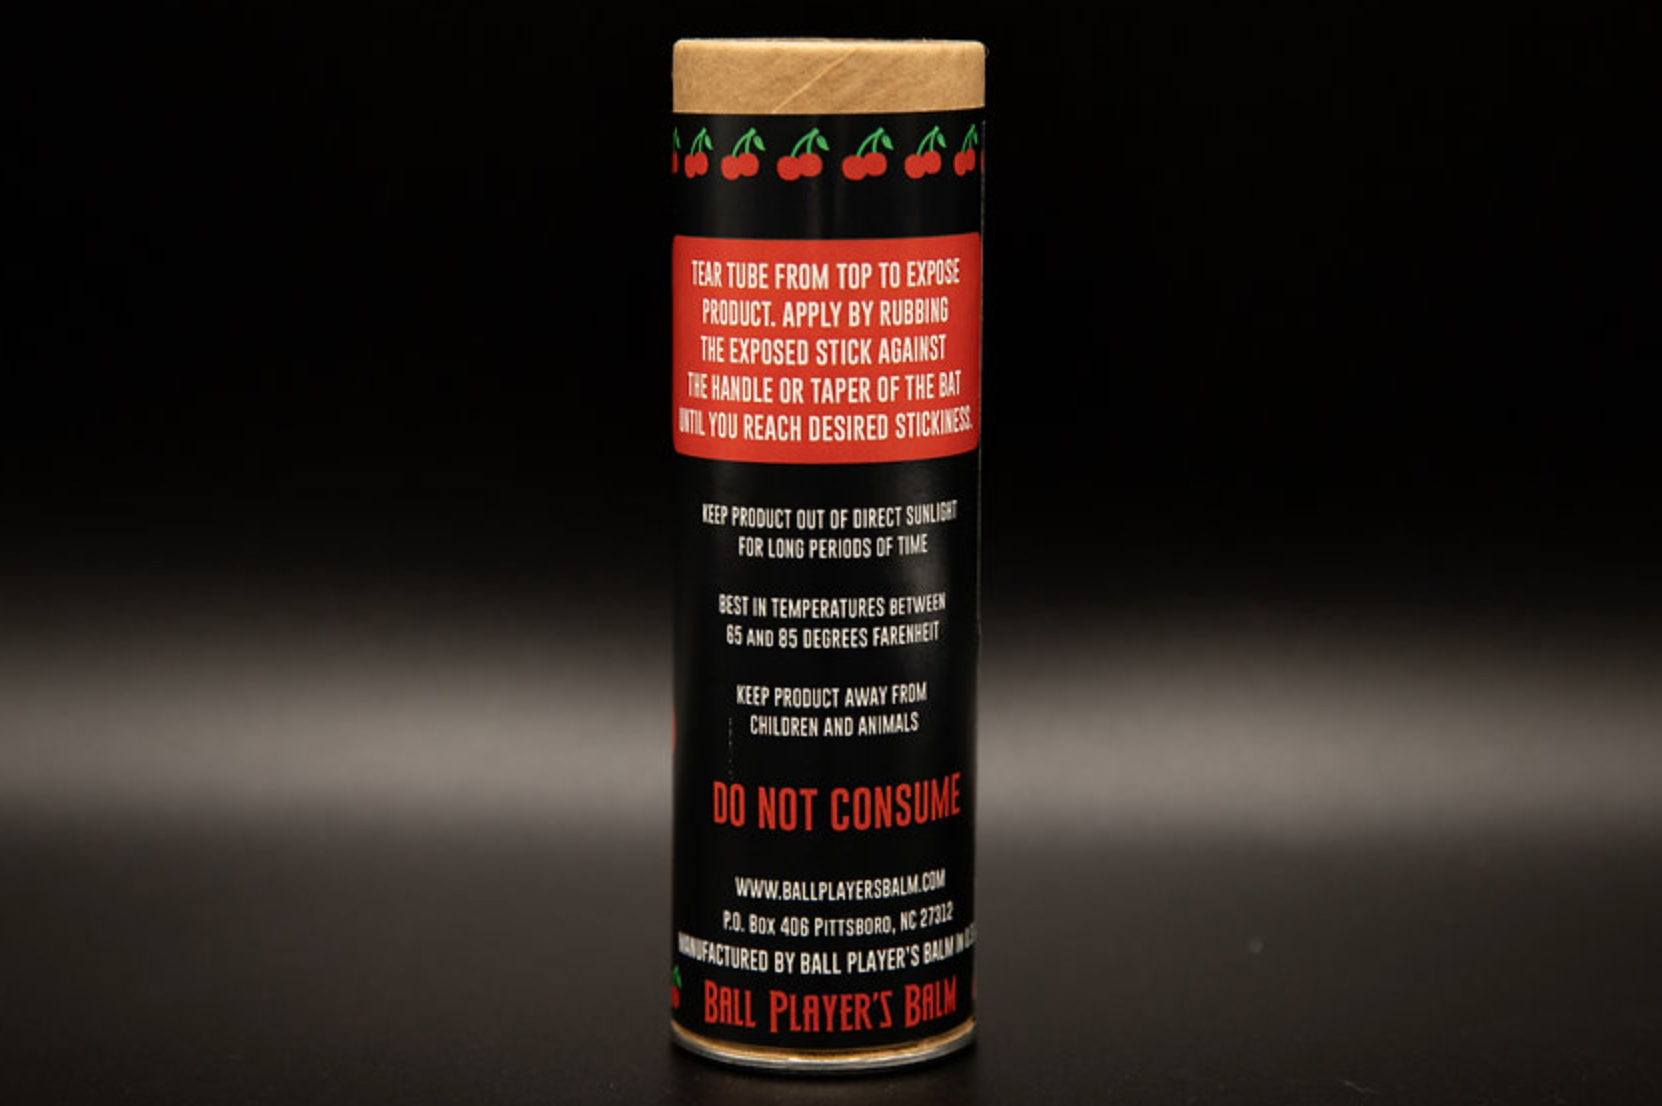 TEAR TUBE FROM TOP TO EXPOSE
PRODUCT. APPLY BY RUBBING
THE EXPOSED STICK AGAINST
THE HANDLE OR TAPER OF THE BAT
UNTIL YOU REACH DESIRED STICKINESS.
KEEP PRODUCT OUT OF DIRECT SUNLIGHT
FOR LONG PERIODS OF TIME
BEST IN TEMPERATURES BETWEEN
65 AND 85 DEGREES FARENHEIT
KEEP PRODUCT AWAY FROM
CHILDREN AND ANIMALS
DO NOT CONSUME
WWW.BALLPLAYERSBALM.COM
P.O. BOX 406 PITTSBORO, NC 27312
MANUFACTURED BY BALL PLAYER'S BALM IN
BALL PLAYER'S BALM